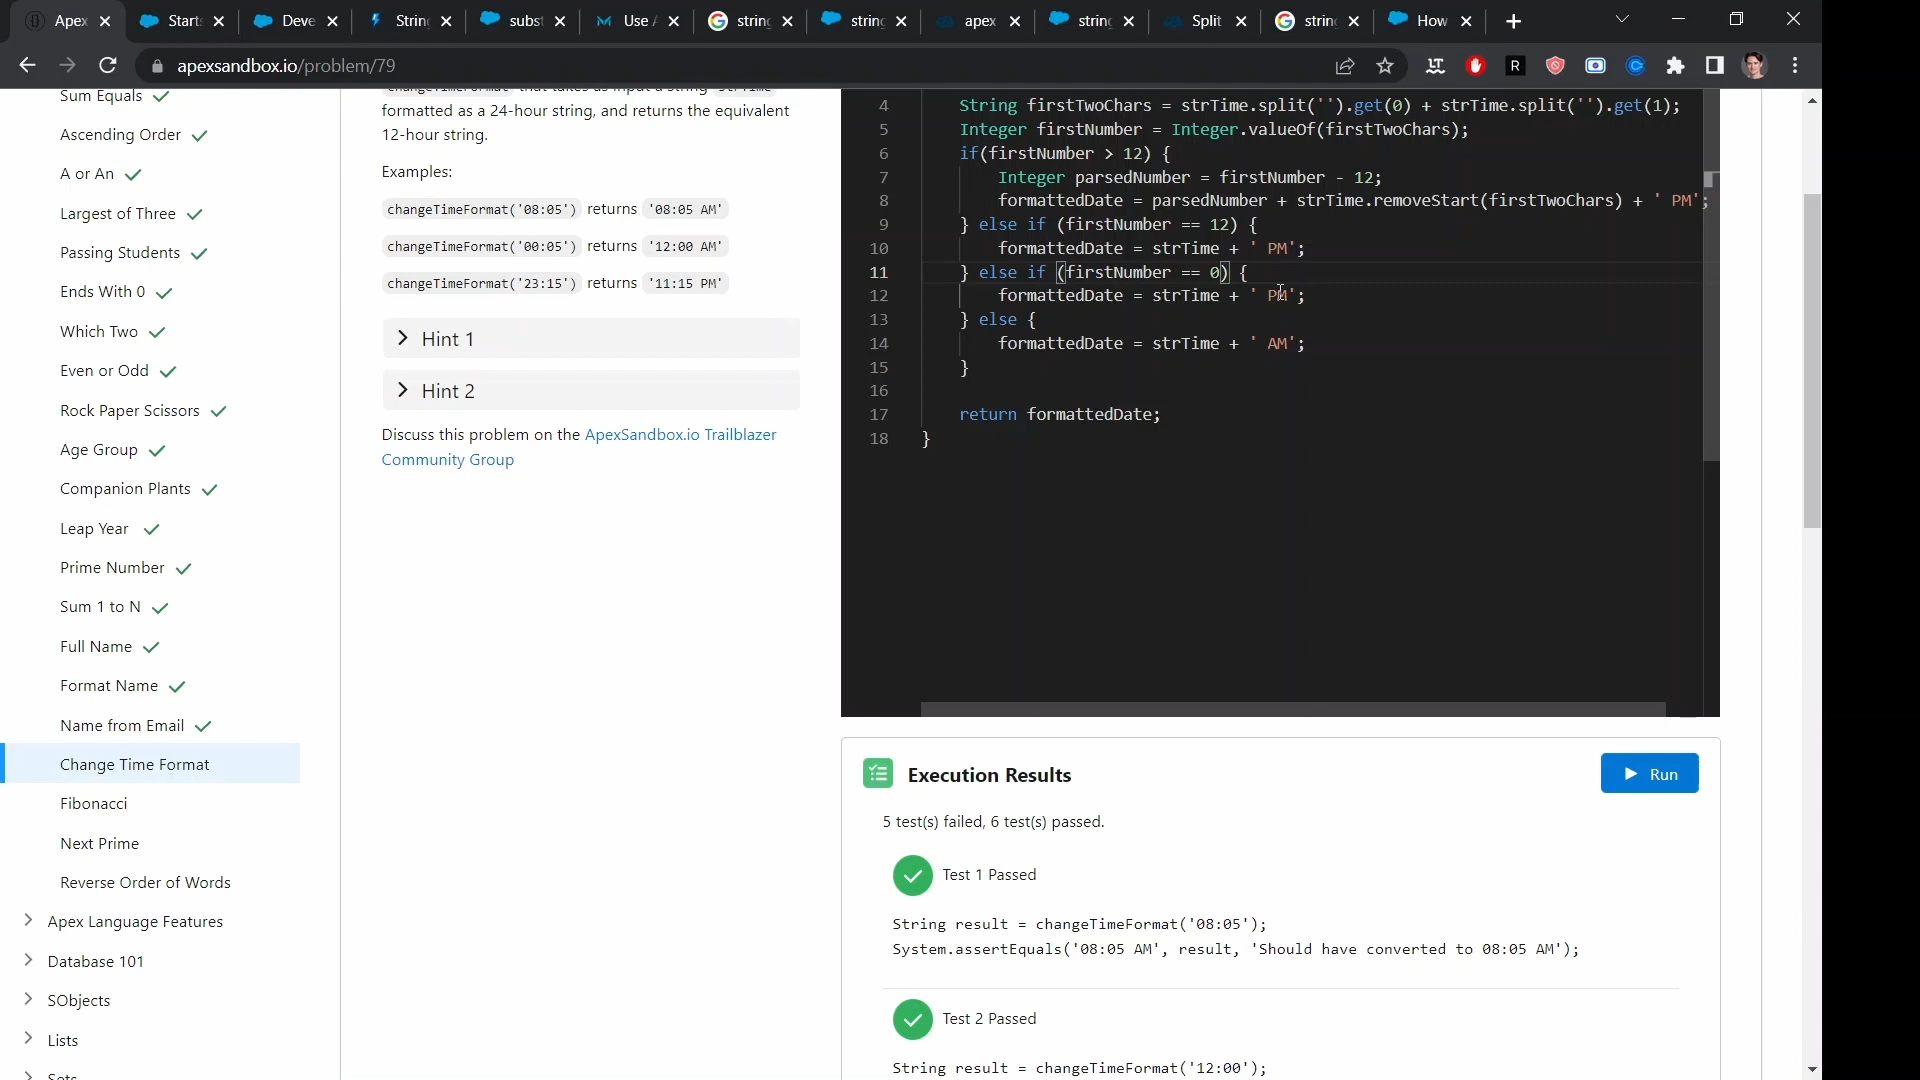 Apex
Start
Deve
String
subst
Use
string
string
apex
string
Split
string
How
apexsandbox.io/problem/79
Sum Equals
Ascending Order
A or An
Largest of Three
Passing Students
Ends With 0
Which Two
Even or Odd
Rock Paper Scissors
Age Group
Companion Plants
Leap Year
Prime Number
Sum 1 to N
Full Name
Format Name
Name from Email
Change Time Format
Fibonacci
Next Prime
Reverse Order of Words
Apex Language Features
Database 101
SObjects
Lists
Sets
changeTimeFormat that takes as input a string strTime
formatted as a 24-hour string, and returns the equivalent
12-hour string.
Examples:
changeTimeFormat('08:05') returns '08:05 AM'
changeTimeFormat('00:05') returns '12:00 AM'
changeTimeFormat('23:15') returns '11:15 PM'
Hint 1
Hint 2
Discuss this problem on the ApexSandbox.io Trailblazer
Community Group
4 String firstTwoChars = strTime.split('').get(0) + strTime.split('').get(1);
5 Integer firstNumber = Integer.valueOf(firstTwoChars);
6 if(firstNumber > 12) {
7 Integer parsedNumber = firstNumber - 12;
8 formattedDate = parsedNumber + strTime.removeStart(firstTwoChars) + ' PM';
9 } else if (firstNumber == 12) {
10 formattedDate = strTime + ' PM';
11 } else if (firstNumber == 0) {
12 formattedDate = strTime + ' PM';
13 } else {
14 formattedDate = strTime + ' AM';
15 }
16
17 return formattedDate;
18 }
Execution Results
Run
5 test(s) failed, 6 test(s) passed.
Test 1 Passed
String result = changeTimeFormat('08:05');
System.assertEquals('08:05 AM', result, 'Should have converted to 08:05 AM');
Test 2 Passed
String result = changeTimeFormat('12:00');